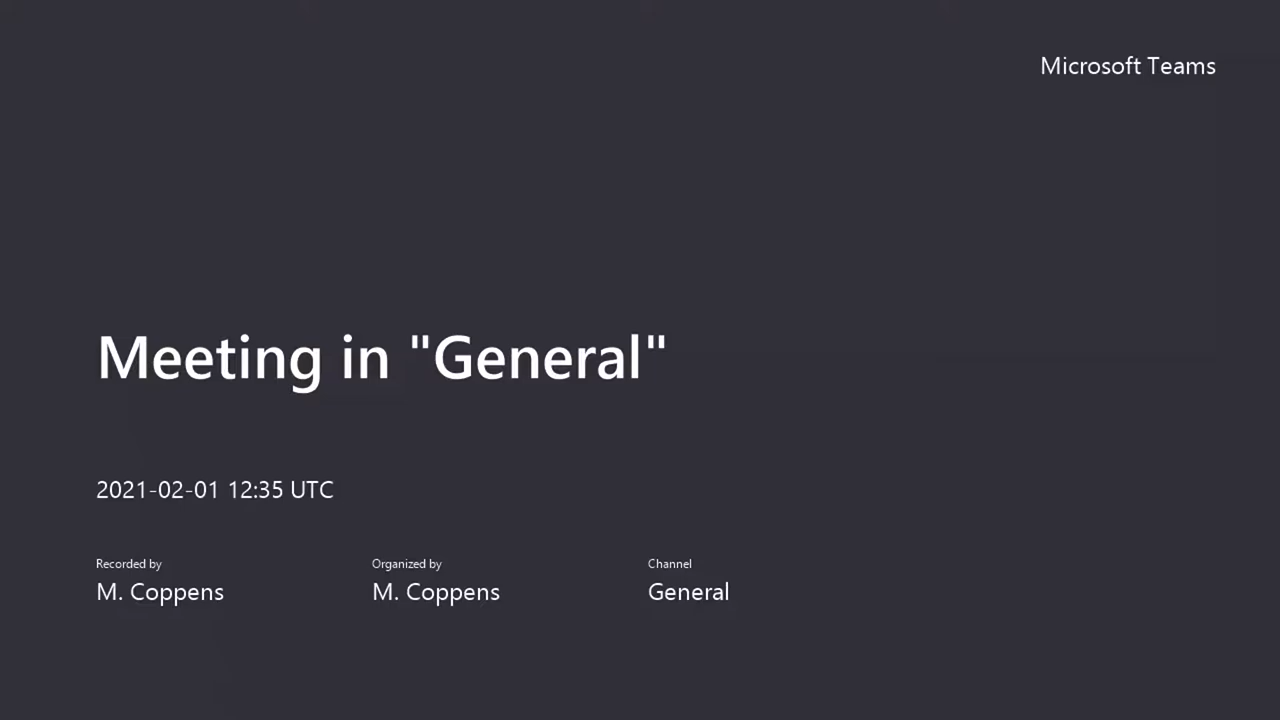 Microsoft Teams
Meeting in "General"
2021-02-01 12:35 UTC
Recorded by
M. Coppens
Organized by
M. Coppens
Channel
General